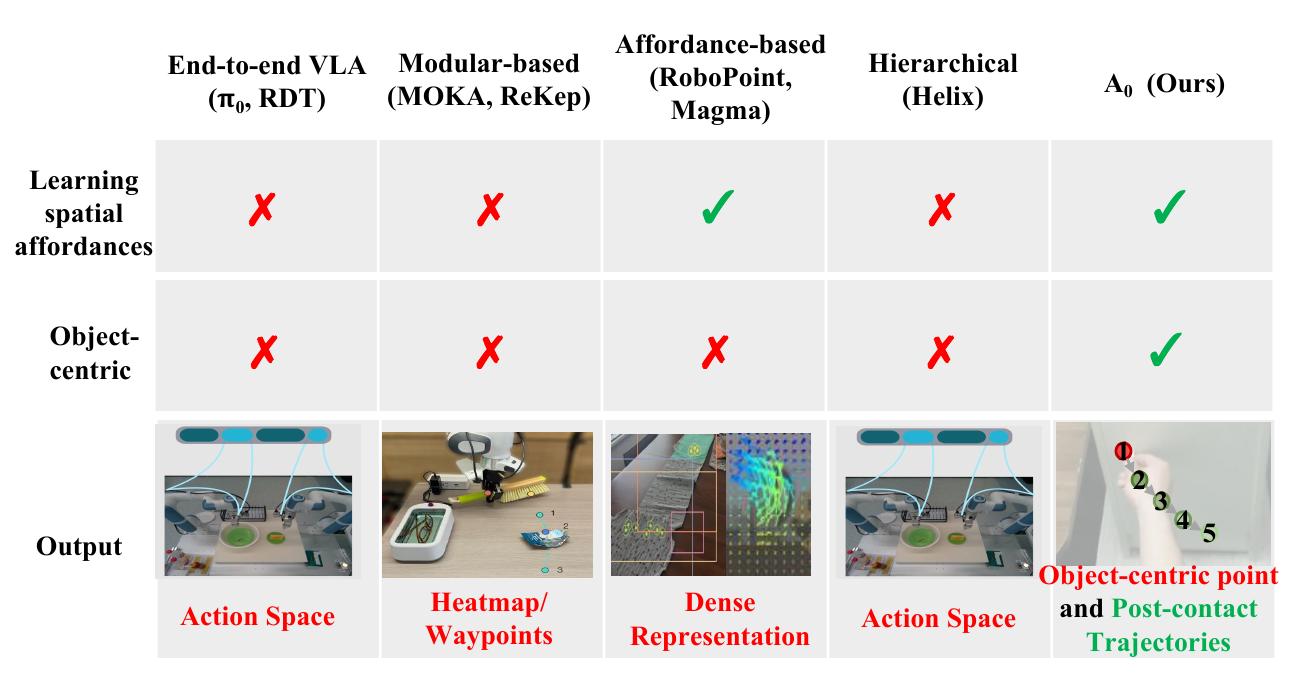 End-to-end VLA
(π₀, RDT)
Modular-based
(MOKA, ReKep)
Affordance-based
(RoboPoint,
Magma)
Hierarchical
(Helix)
A₀ (Ours)
Learning
spatial
affordances
✗ ✗ ✓ ✗ ✓
Object-
centric
✗ ✗ ✗ ✗ ✓
Output
1
2
3
1
2
3
4
5
Action Space
Heatmap/
Waypoints
Dense
Representation
Action Space
Object-centric point
and Post-contact
Trajectories